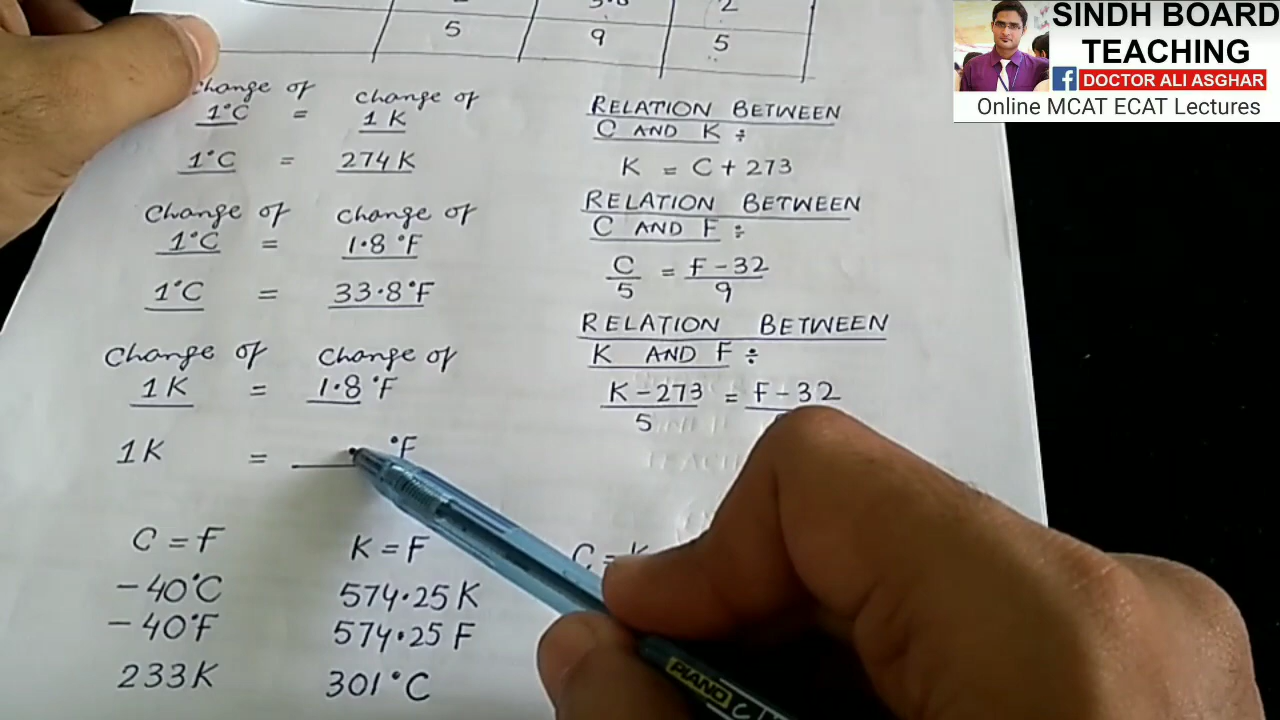 5 9 5
Change of Change of
1°C = 1 K
1°C = 274 K
Change of Change of
1°C = 1.8°F
1°C = 33.8°F
Change of Change of
1K = 1.8°F
1K = °F
C = F K = F
-40°C 574.25 K
-40°F 574.25 F
233K 301°C
RELATION BETWEEN
C AND K ÷
K = C + 273
RELATION BETWEEN
C AND F ÷
C/5 = F-32/9
RELATION BETWEEN
K AND F ÷
K-273/5 = F-32
PIANO
SINDH BOARD
TEACHING
f DOCTOR ALI ASGHAR
Online MCAT ECAT Lectures